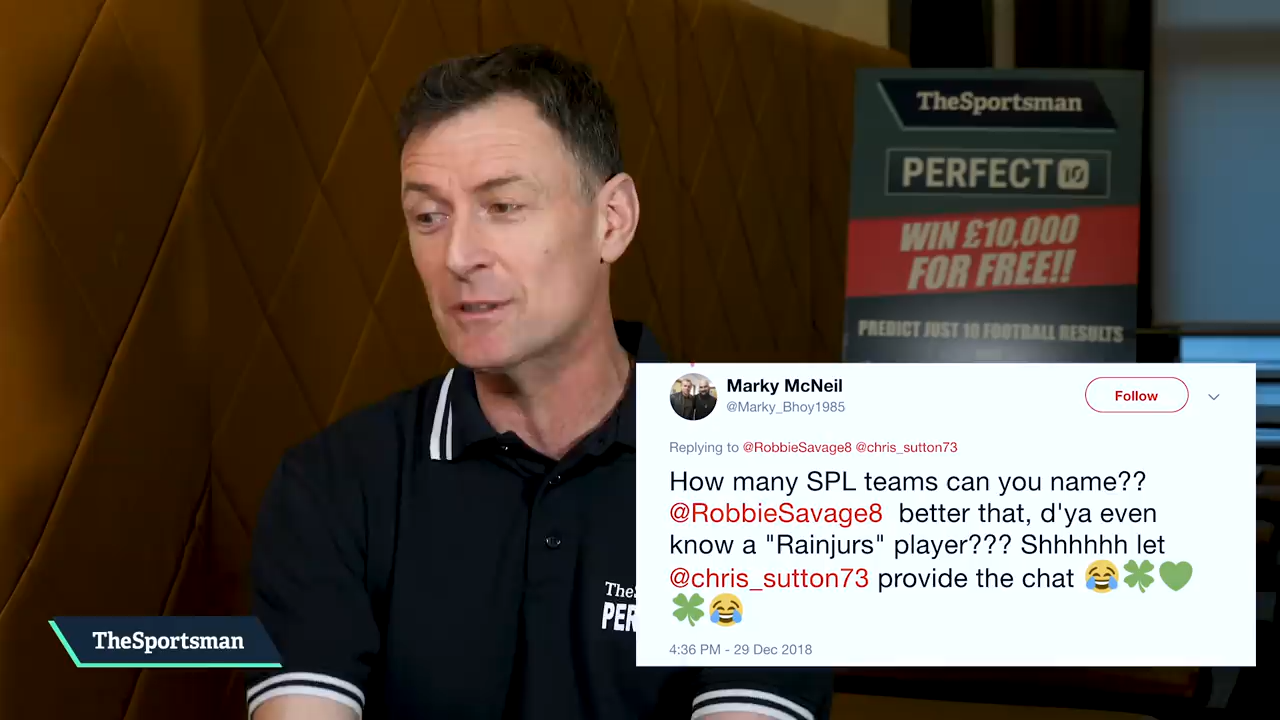 TheSportsman
PERFECT 10
WIN £10,000
FOR FREE!!
PREDICT JUST 10 FOOTBALL RESULTS
Marky McNeil
@Marky_Bhoy1985
Follow
Replying to @RobbieSavage8 @chris_sutton73
How many SPL teams can you name??
@RobbieSavage8 better that, d'ya even
know a "Rainjurs" player??? Shhhhhh let
@chris_sutton73 provide the chat 😂🍀💚
🍀😂
4:36 PM - 29 Dec 2018
The
PER
TheSportsman